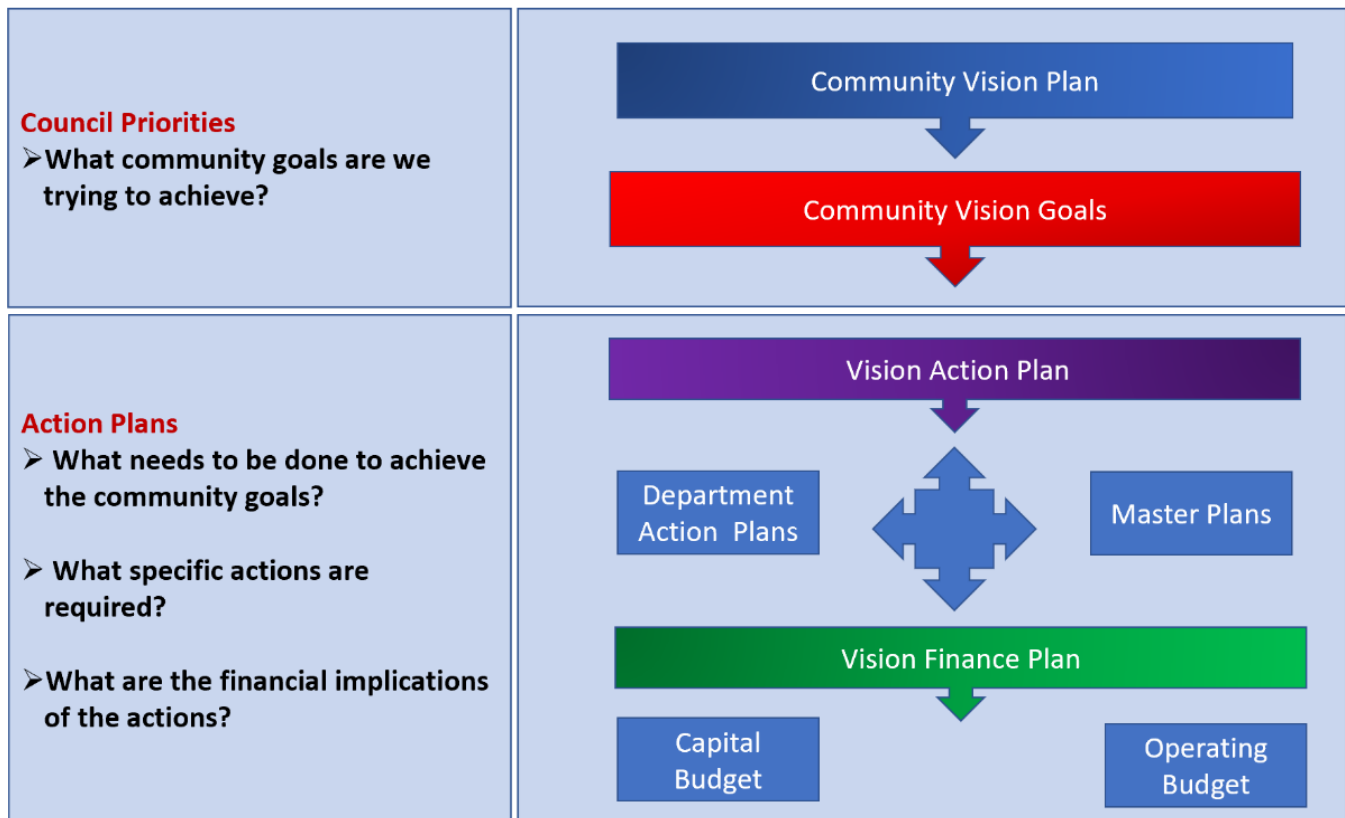 Council Priorities
➢What community goals are we
trying to achieve?
Community Vision Plan
Community Vision Goals
Action Plans
➢ What needs to be done to achieve
the community goals?
➢ What specific actions are
required?
➢What are the financial implications
of the actions?
Vision Action Plan
Department
Action Plans
Master Plans
Vision Finance Plan
Capital
Budget
Operating
Budget